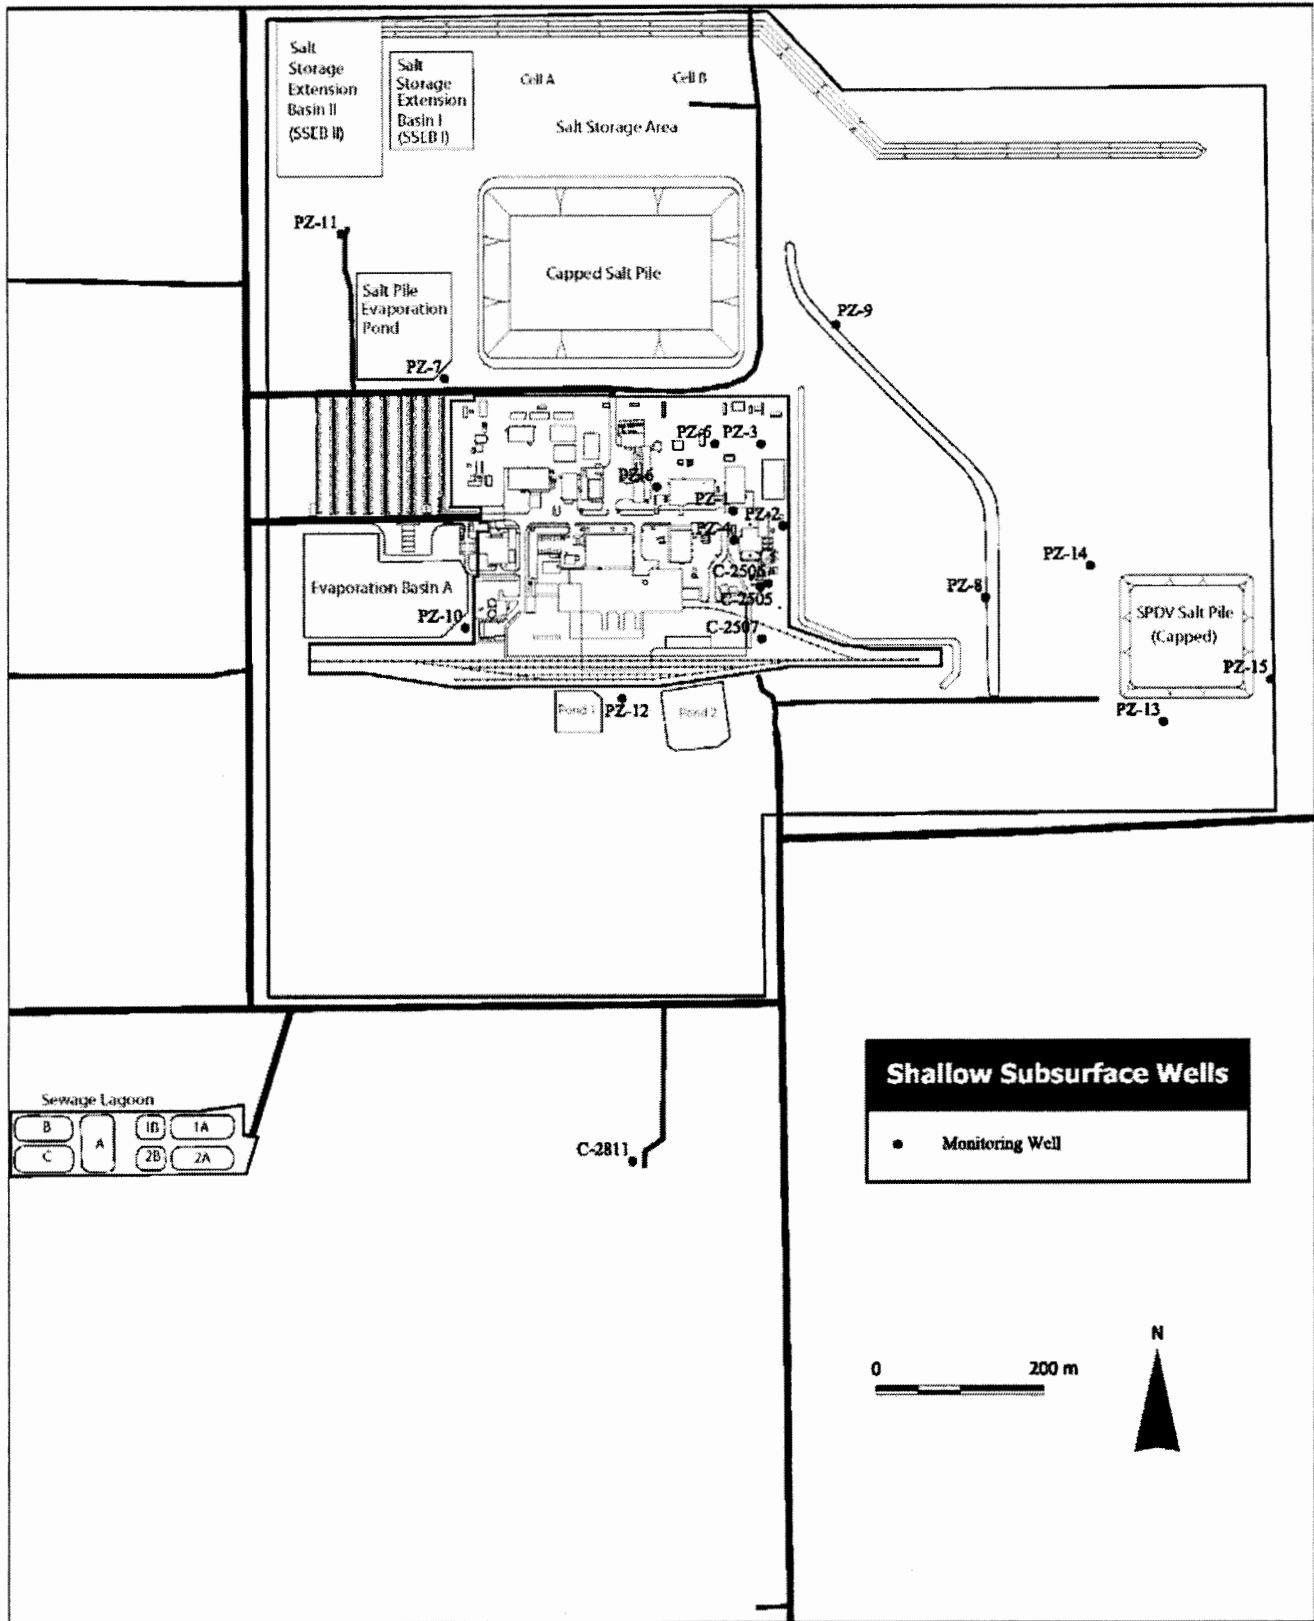 Salt
Storage
Extension
Basin II
(SSEB II)
Salt
Storage
Extension
Basin I
(SSEB I)
Cell A
Cell B
Salt Storage Area
PZ-11
Capped Salt Pile
Salt Pile
Evaporation
Pond
PZ-9
PZ-7
PZ-6
PZ-3
PZ-6
PZ-1
PZ-2
PZ-4
PZ-14
C-2506
Evaporation Basin A
PZ-8
C-2505
SPDV Salt Pile
(Capped)
PZ-10
C-2507
PZ-15
Pond 1
PZ-12
Pond 2
PZ-13
Shallow Subsurface Wells
Monitoring Well
Sewage Lagoon
B
A
1B
1A
C
2B
2A
C-2811
N
0
200 m